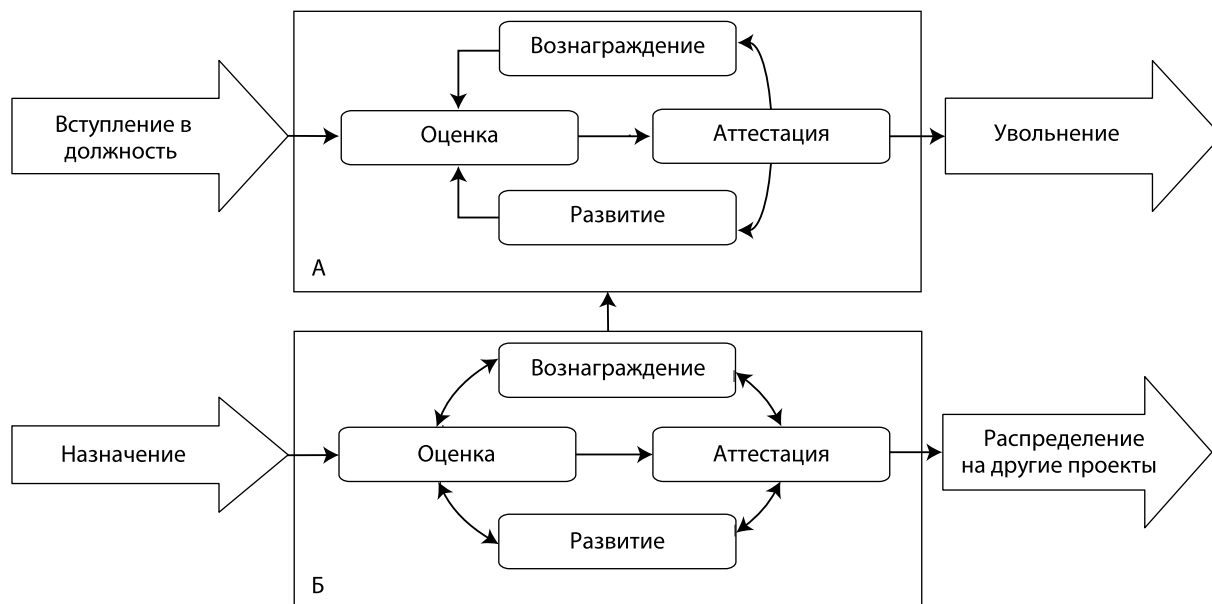 Вознаграждение
Вступление в
должность
Оценка
Аттестация
Увольнение
Развитие
А
Вознаграждение
Назначение
Оценка
Аттестация
Распределение
на другие проекты
Развитие
Б